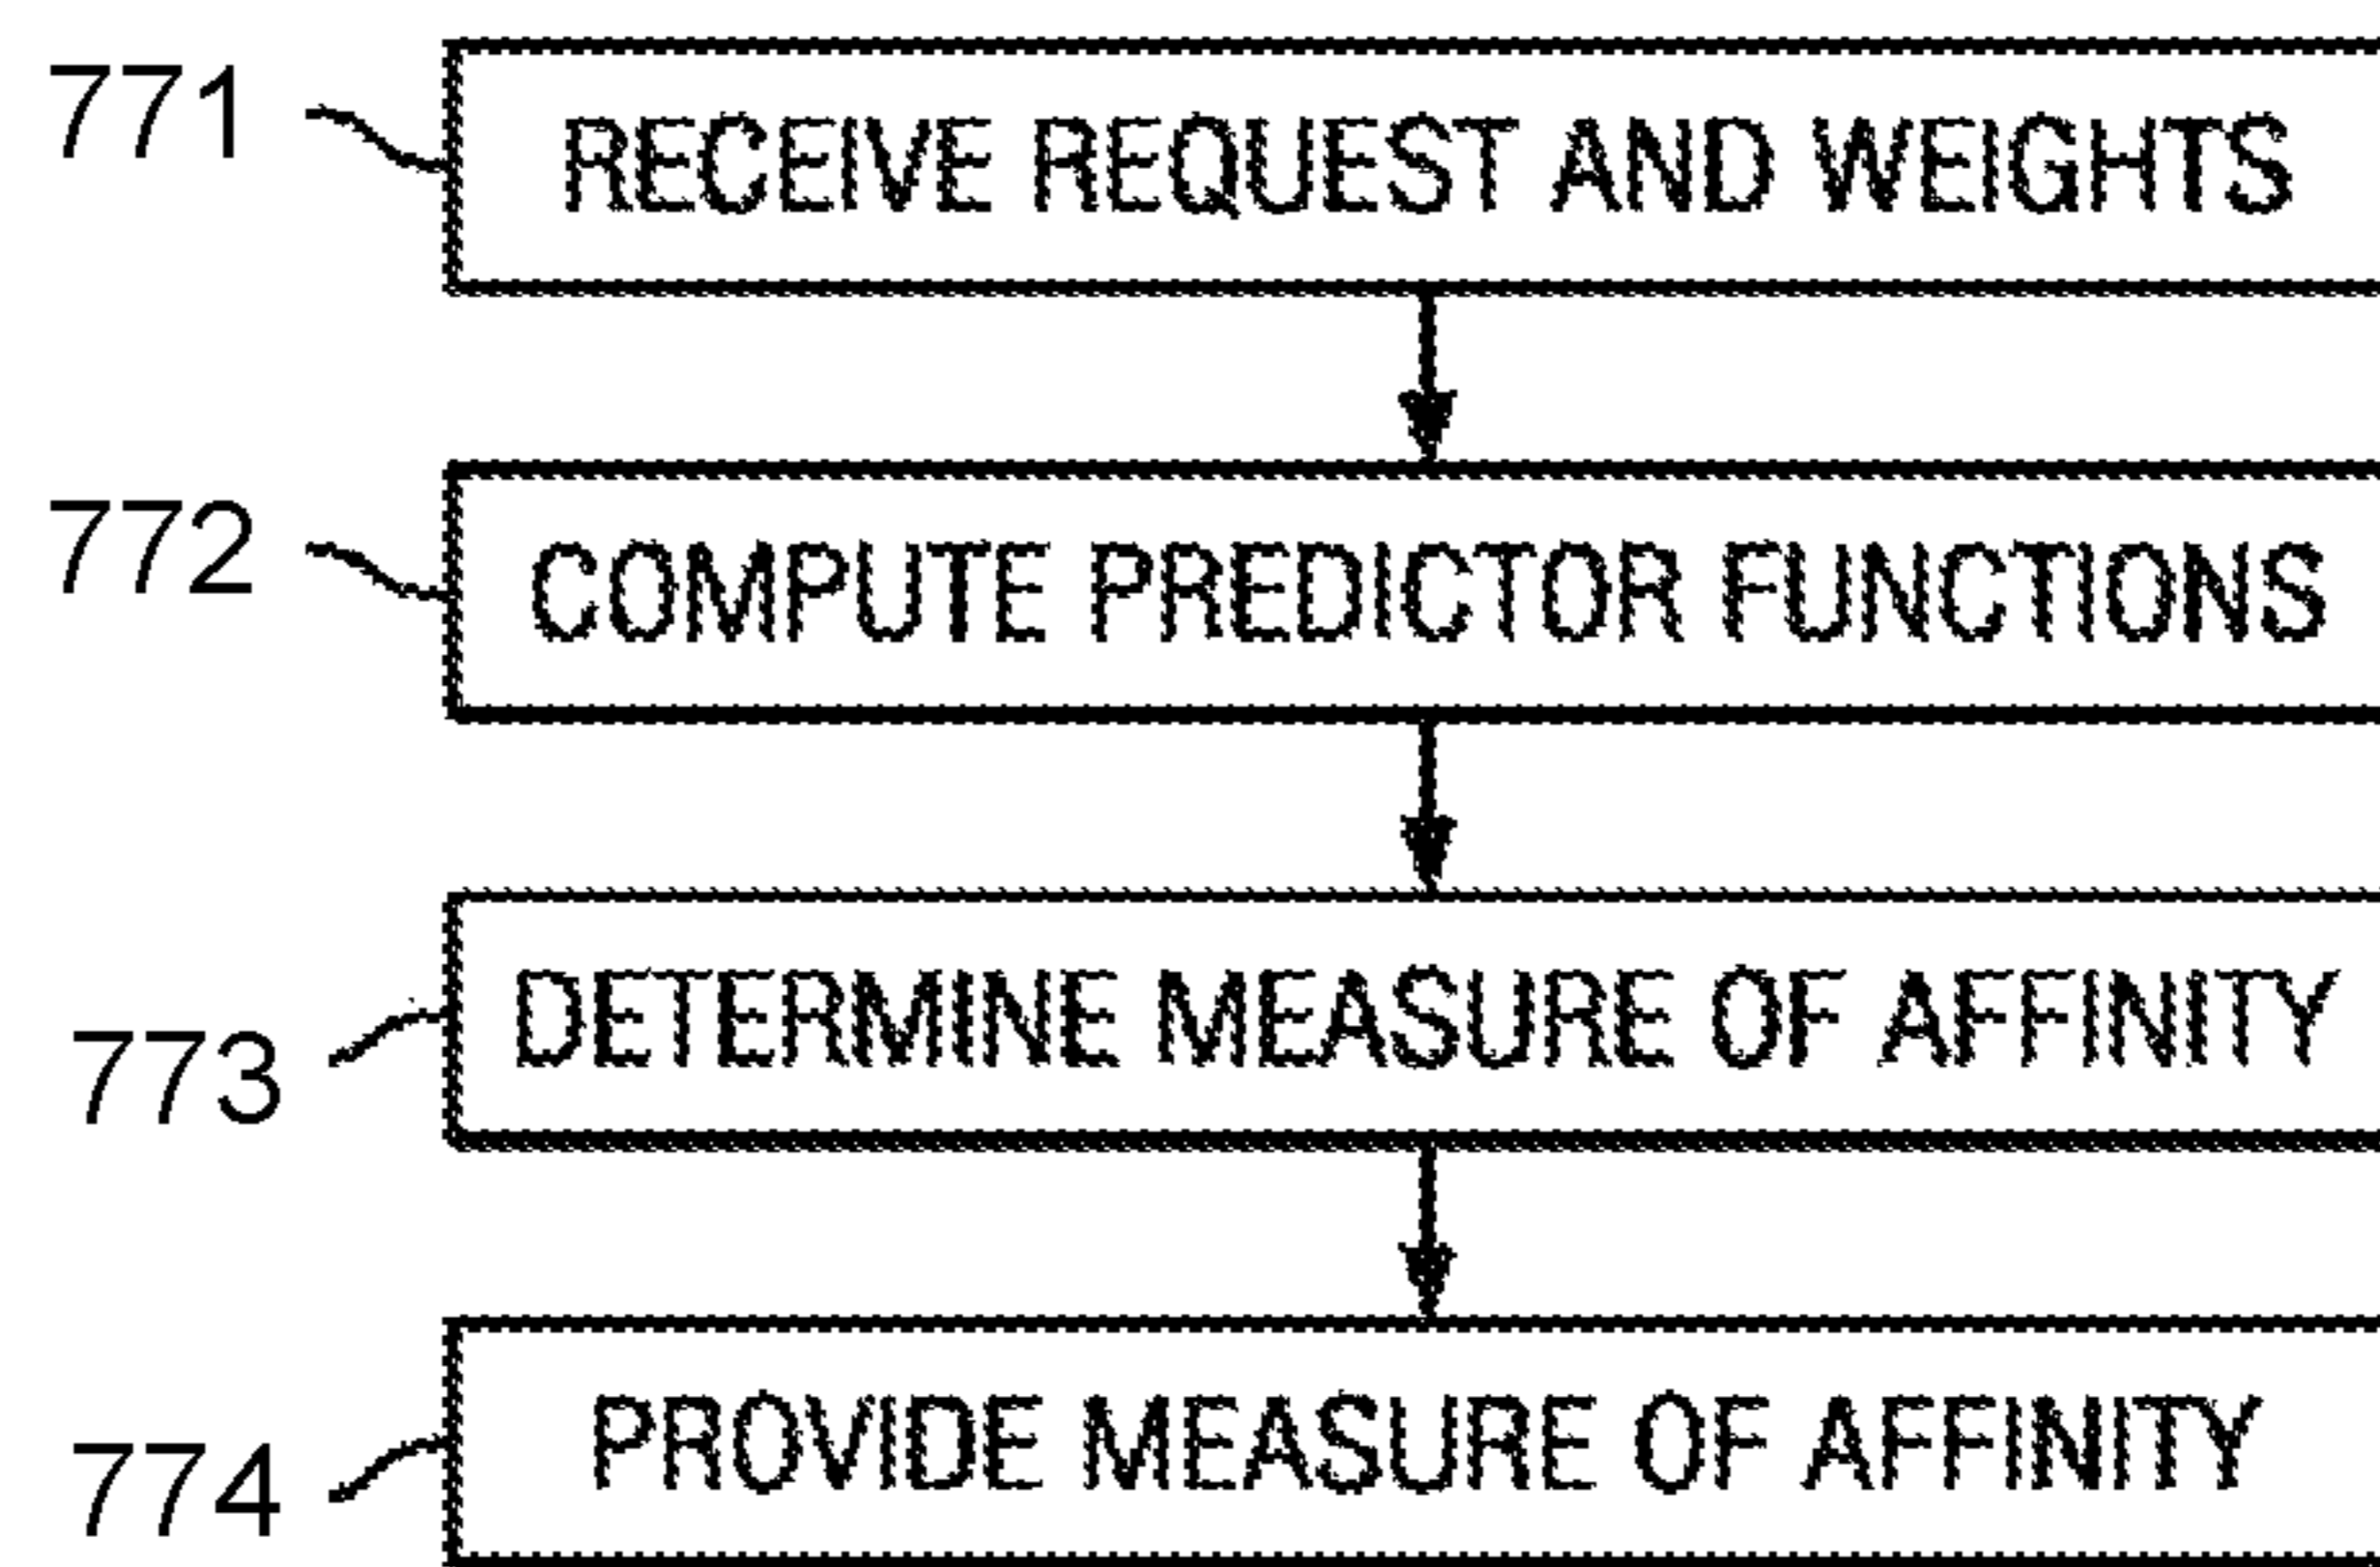 771 RECEIVE REQUEST AND WEIGHTS
772 COMPUTE PREDICTOR FUNCTIONS
773 DETERMINE MEASURE OF AFFINITY
774 PROVIDE MEASURE OF AFFINITY